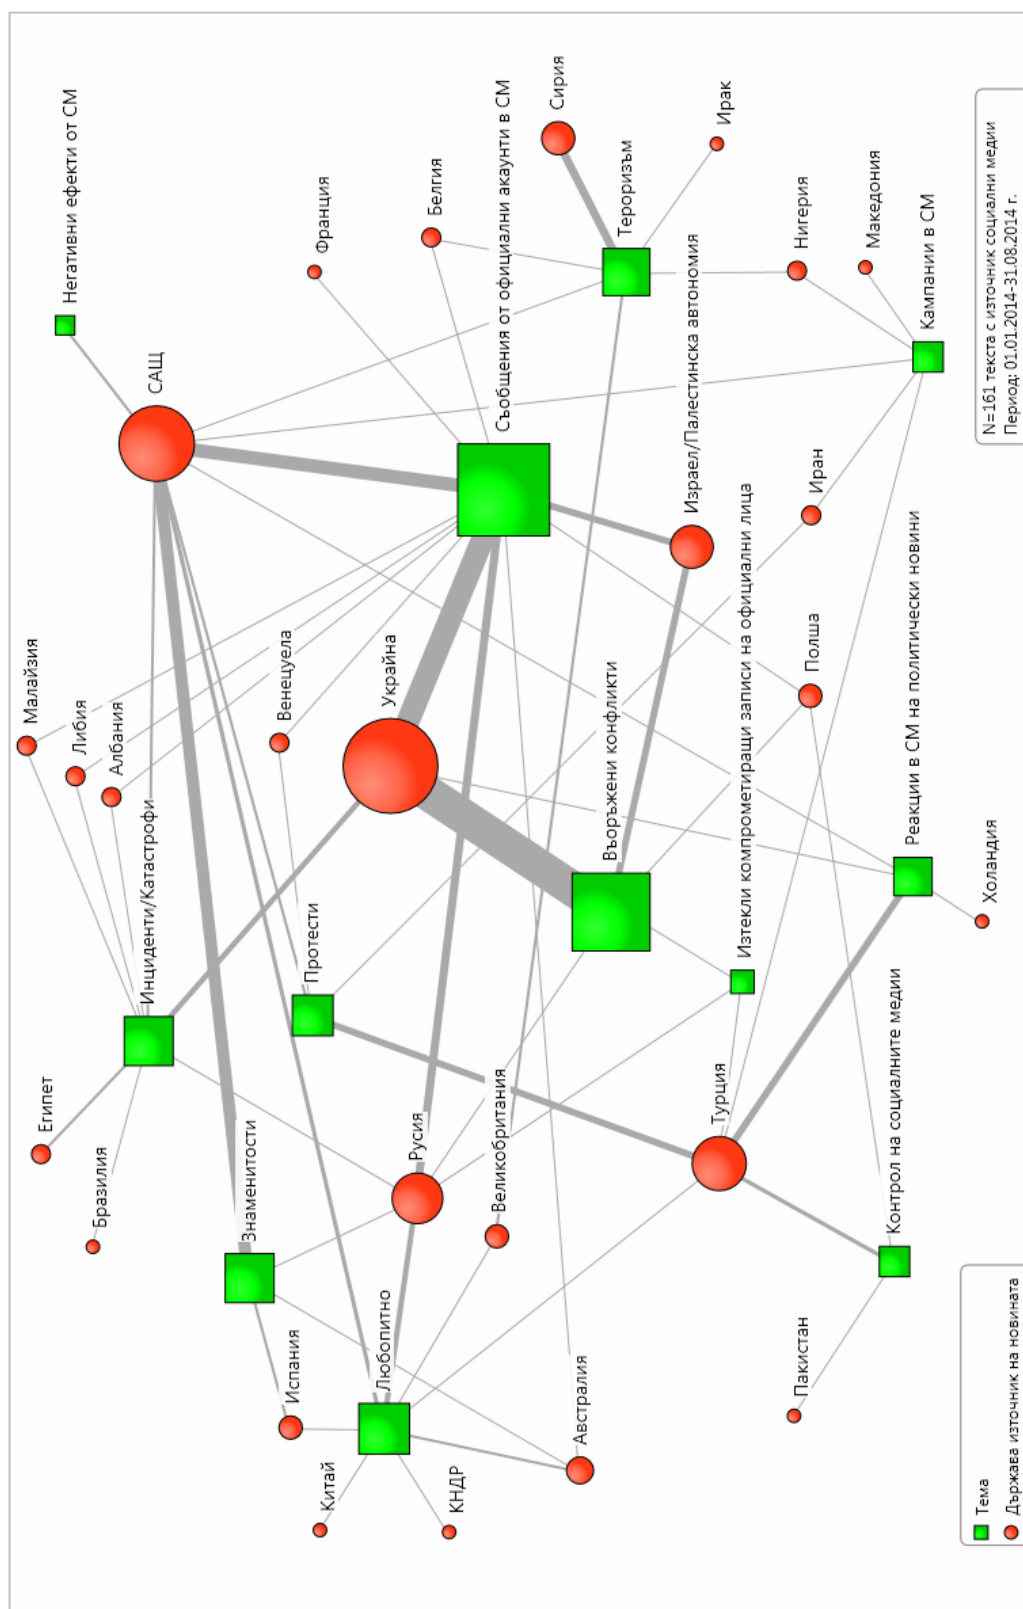 Негативни ефекти от СМ
САЩ
Франция
Белгия
Съобщения от официални акаунти в СМ
Сирия
Тероризъм
Ирак
Израел/Палестинска автономия
Нигерия
Македония
Кампании в СМ
Иран
Малайзия
Либия
Албания
Инциденти/Катастрофи
Венецуела
Украйна
Протести
Въоръжени конфликти
Изтекли компрометиращи записи на официални лица
Полша
Реакции в СМ на политически новини
Холандия
Египет
Бразилия
Знаменитости
Русия
Великобритания
Турция
Контрол на социалните медии
Испания
Любопитно
Китай
КНДР
Австралия
Пакистан
Тема
Държава източник на новината
N=161 текста с източник социални медии
Период: 01.01.2014-31.08.2014 г.